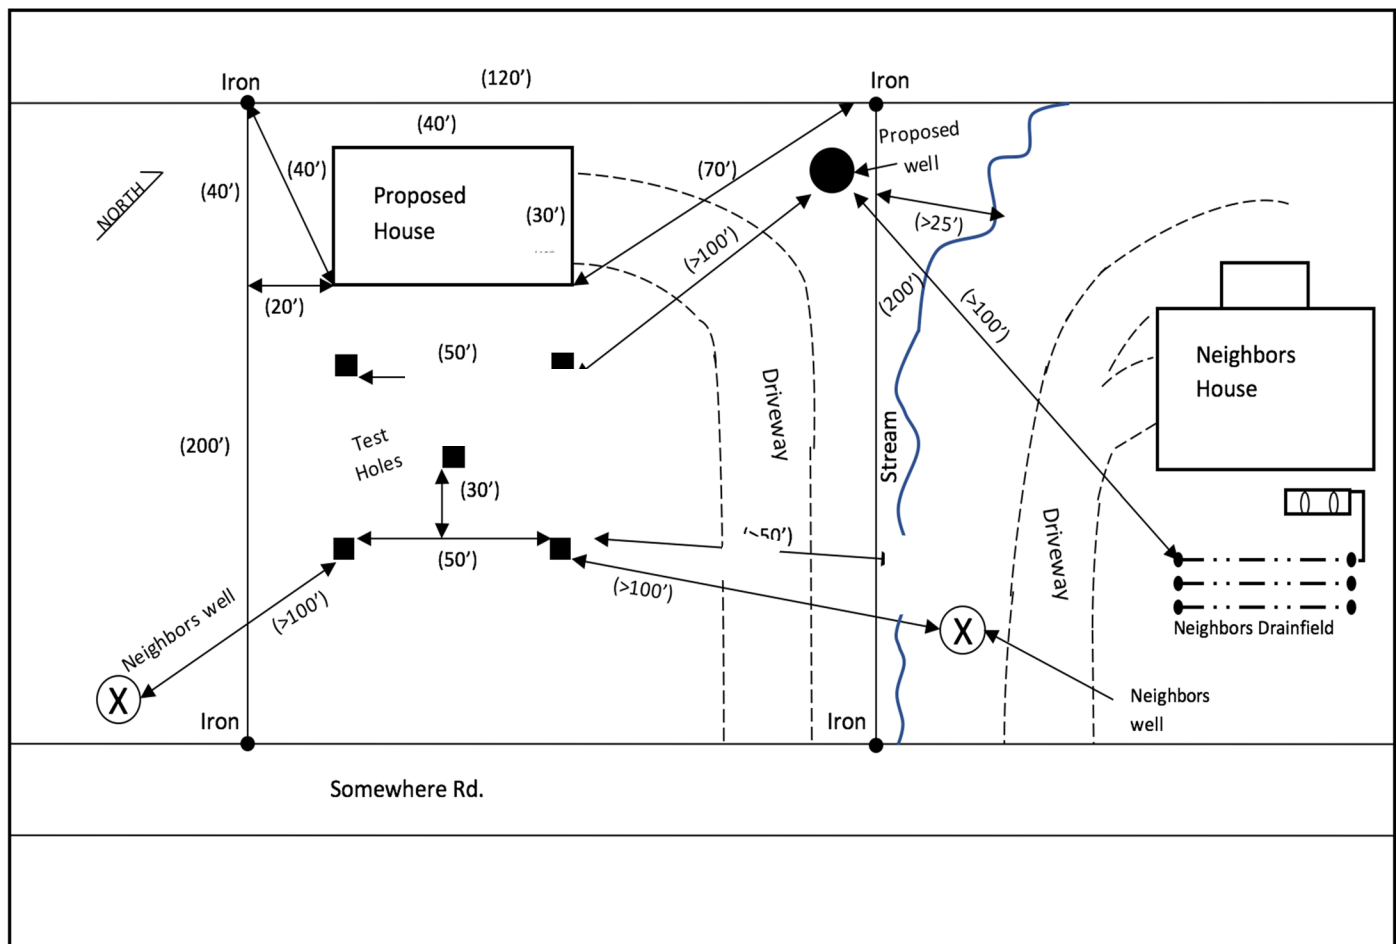 (120’)
Iron
Iron
(40’)
Proposed
well
(40’)
(40’)
(70’)
NORTH
Proposed
House
(30’)
(>25’)
(>100’)
(20’)
(200’)
(>100’)
(50’)
Neighbors
House
Driveway
Test
Holes
(200’)
Stream
(30’)
Driveway
(50’)
(>100’)
(>100’)
Neighbors well
X
X
Neighbors Drainfield
Neighbors
well
Iron
Iron
Somewhere Rd.